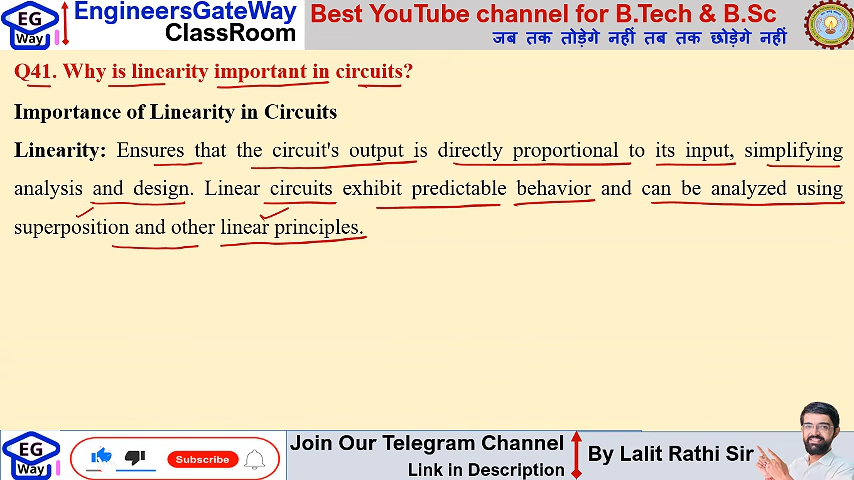 EG
Way
EngineersGateWay
ClassRoom
Best YouTube channel for B.Tech & B.Sc
जब तक तोड़ेगे नहीं तब तक छोड़ेगे नहीं
Q41. Why is linearity important in circuits?
Importance of Linearity in Circuits
Linearity: Ensures that the circuit's output is directly proportional to its input, simplifying
analysis and design. Linear circuits exhibit predictable behavior and can be analyzed using
superposition and other linear principles.
EG
Way
Subscribe
Join Our Telegram Channel
Link in Description
By Lalit Rathi Sir